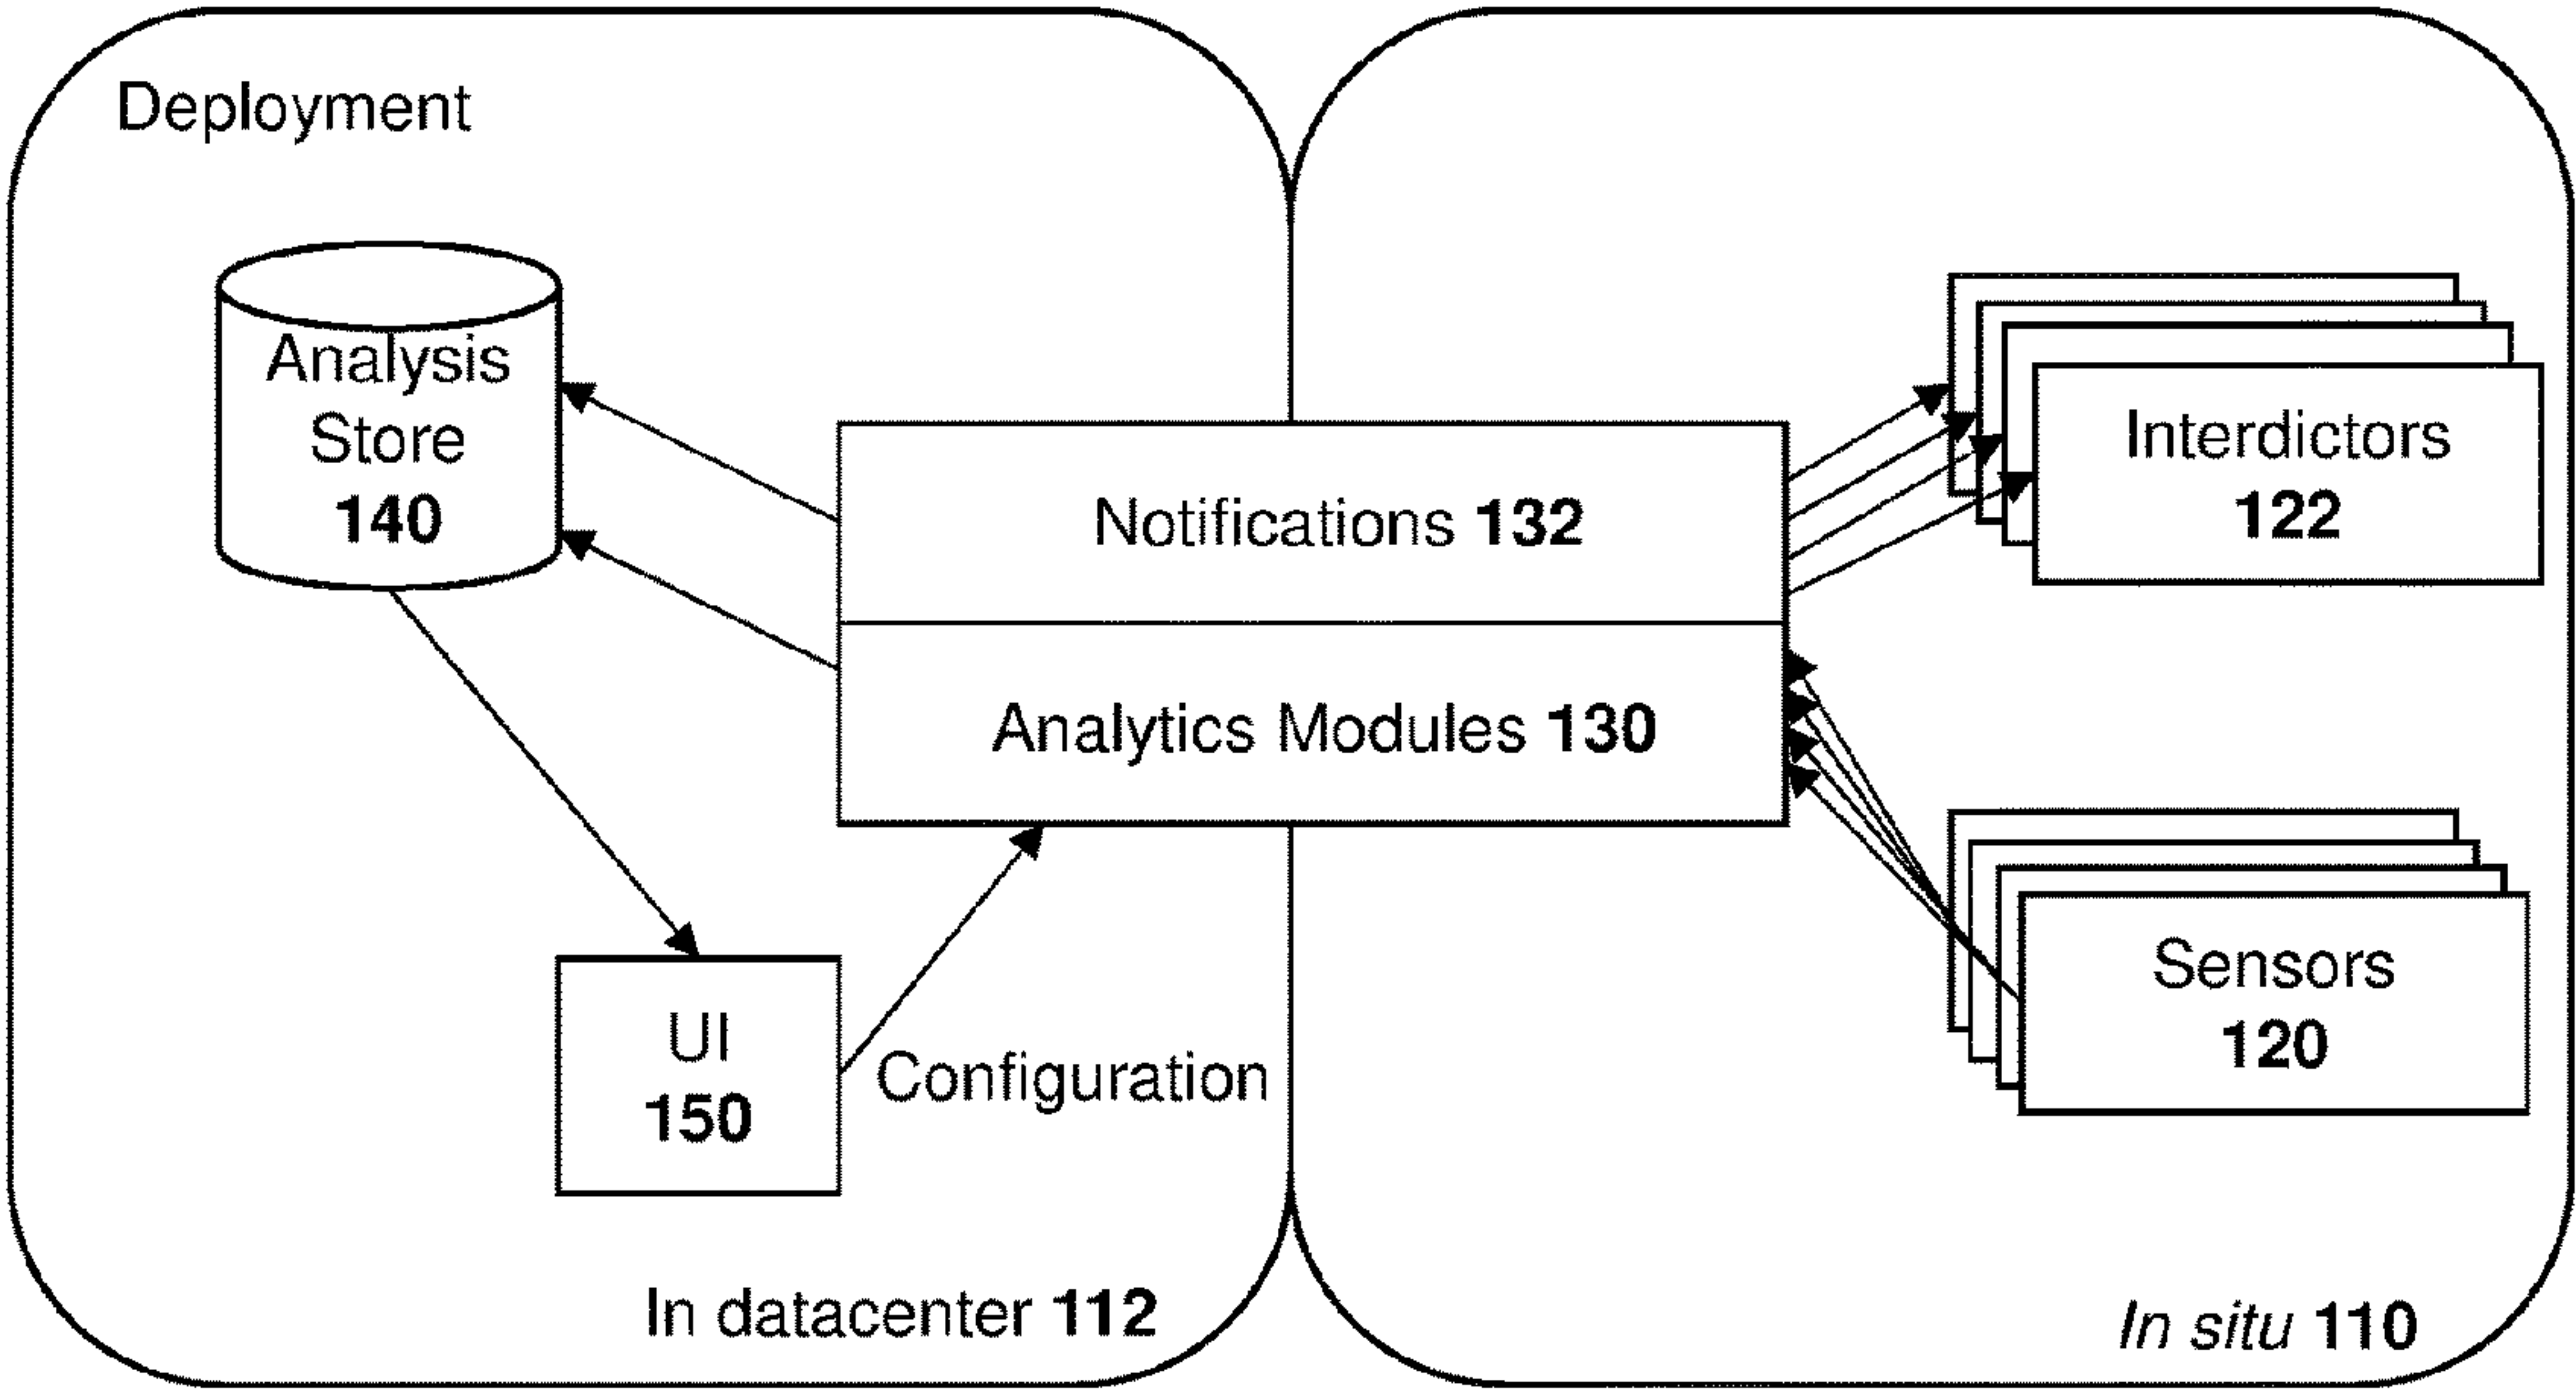 Deployment
Analysis
Store
140
Notifications 132
Analytics Modules 130
Interdictors
122
Sensors
120
UI
150
Configuration
In datacenter 112
In situ 110